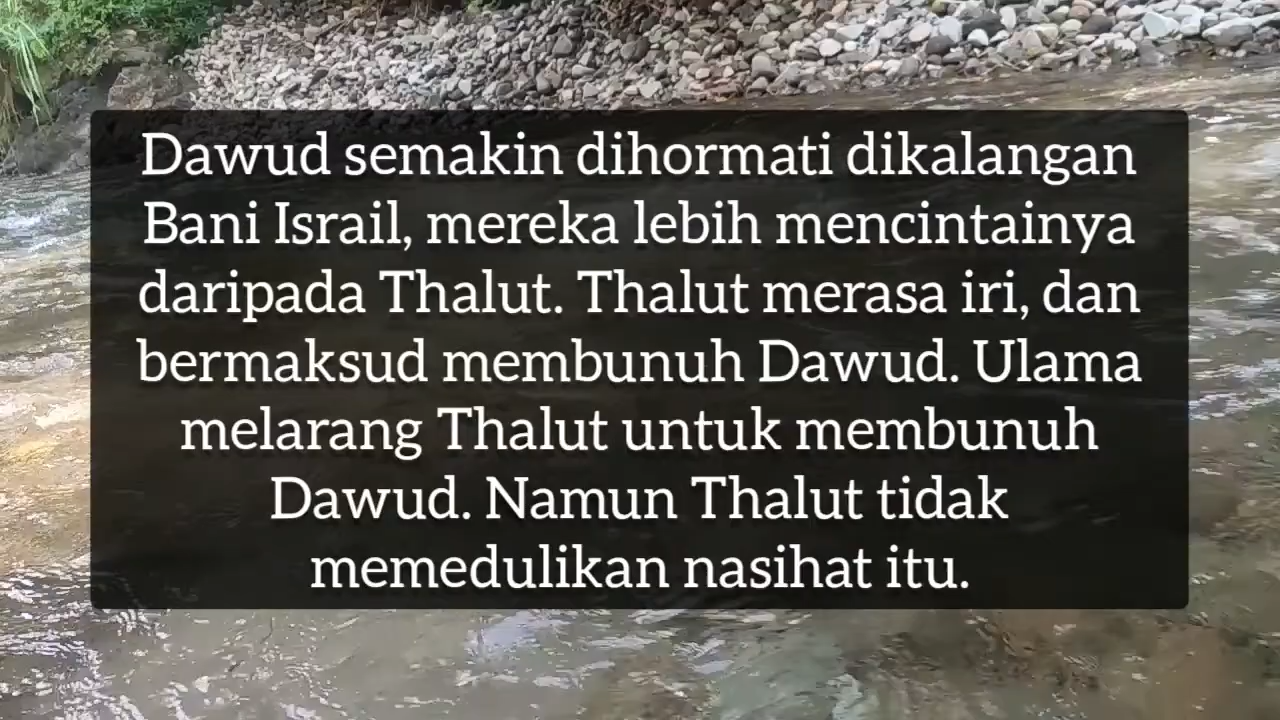 Dawud semakin dihormati dikalangan
Bani Israil, mereka lebih mencintainya
daripada Thalut. Thalut merasa iri, dan
bermaksud membunuh Dawud. Ulama
melarang Thalut untuk membunuh
Dawud. Namun Thalut tidak
memedulikan nasihat itu.